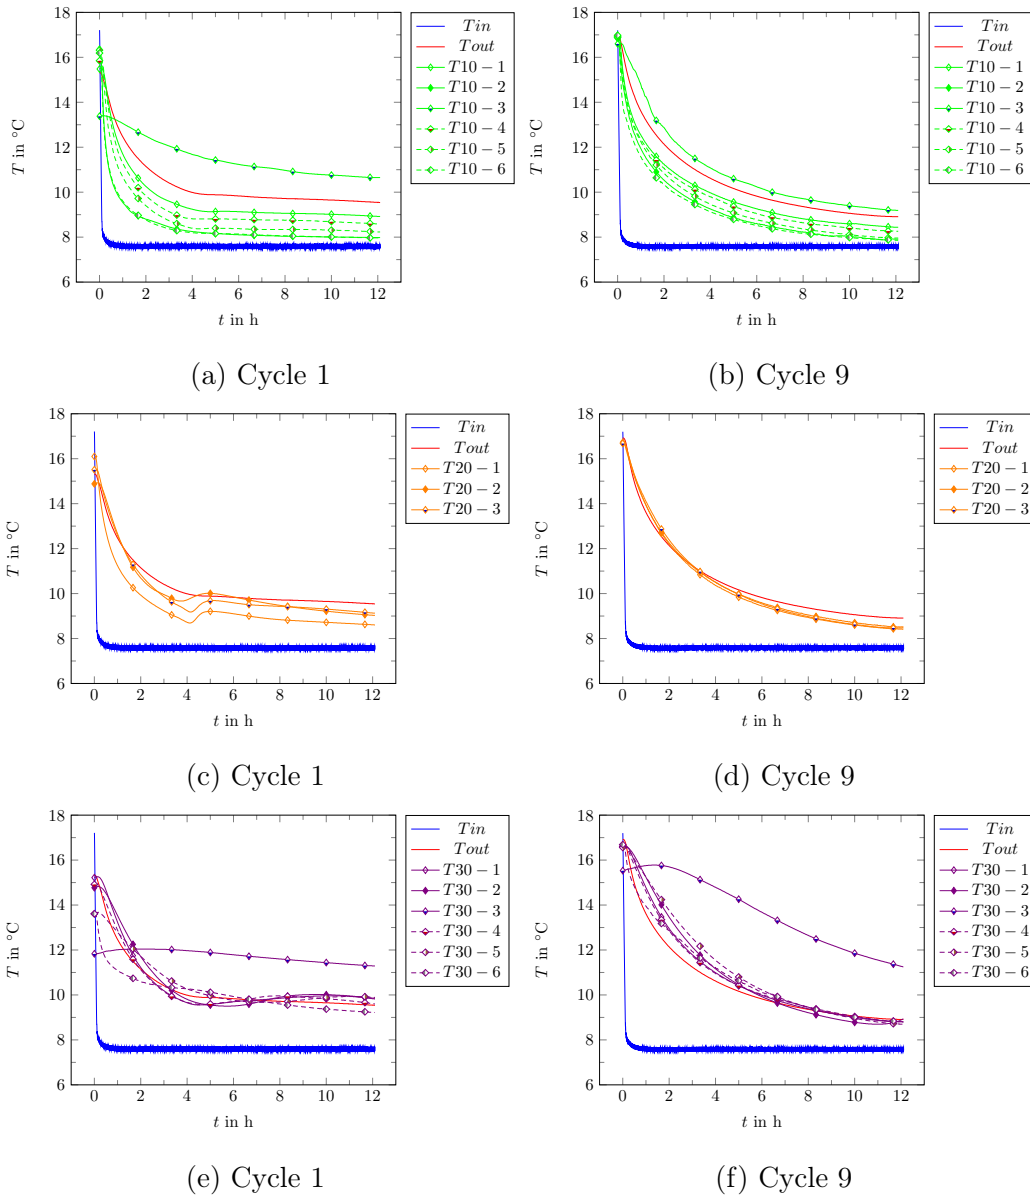 18
16
14
12
10
8
6
0 2 4 6 8 10 12
T in °C
t in h
Tin
Tout
T10 − 1
T10 − 2
T10 − 3
T10 − 4
T10 − 5
T10 − 6
(a) Cycle 1
18
16
14
12
10
8
6
0 2 4 6 8 10 12
T in °C
t in h
Tin
Tout
T10 − 1
T10 − 2
T10 − 3
T10 − 4
T10 − 5
T10 − 6
(b) Cycle 9
18
16
14
12
10
8
6
0 2 4 6 8 10 12
T in °C
t in h
Tin
Tout
T20 − 1
T20 − 2
T20 − 3
(c) Cycle 1
18
16
14
12
10
8
6
0 2 4 6 8 10 12
T in °C
t in h
Tin
Tout
T20 − 1
T20 − 2
T20 − 3
(d) Cycle 9
18
16
14
12
10
8
6
0 2 4 6 8 10 12
T in °C
t in h
Tin
Tout
T30 − 1
T30 − 2
T30 − 3
T30 − 4
T30 − 5
T30 − 6
(e) Cycle 1
18
16
14
12
10
8
6
0 2 4 6 8 10 12
T in °C
t in h
Tin
Tout
T30 − 1
T30 − 2
T30 − 3
T30 − 4
T30 − 5
T30 − 6
(f) Cycle 9